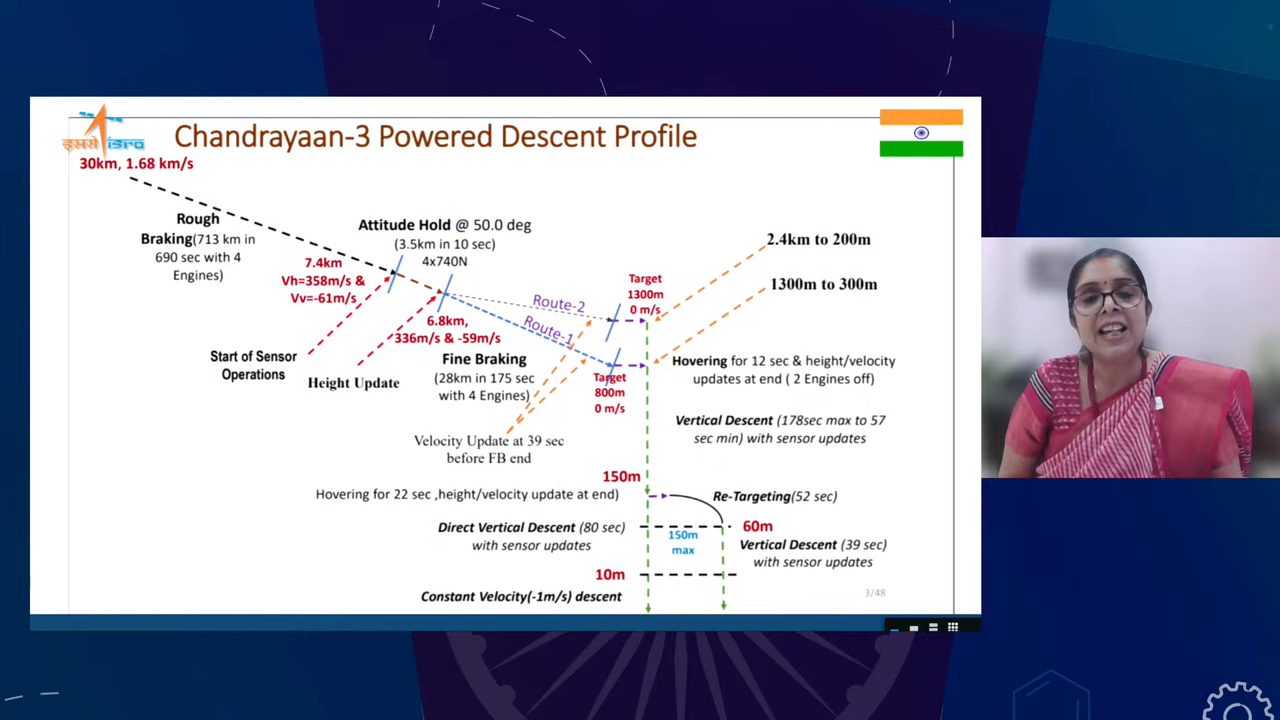 इसरो isro
Chandrayaan-3 Powered Descent Profile
30km, 1.68 km/s
Rough
Braking(713 km in
690 sec with 4
Engines)
Attitude Hold @ 50.0 deg
(3.5km in 10 sec)
4x740N
7.4km
Vh=358m/s &
Vv=-61m/s
2.4km to 200m
1300m to 300m
Target
1300m
0 m/s
Route-2
Route-1
6.8km,
336m/s & -59m/s
Start of Sensor
Operations
Height Update
Fine Braking
(28km in 175 sec
with 4 Engines)
Target
800m
0 m/s
Hovering for 12 sec & height/velocity
updates at end ( 2 Engines off)
Velocity Update at 39 sec
before FB end
Vertical Descent (178sec max to 57
sec min) with sensor updates
150m
Hovering for 22 sec ,height/velocity update at end)
Re-Targeting(52 sec)
Direct Vertical Descent (80 sec)
with sensor updates
150m
max
60m
Vertical Descent (39 sec)
with sensor updates
10m
Constant Velocity(-1m/s) descent
3/48